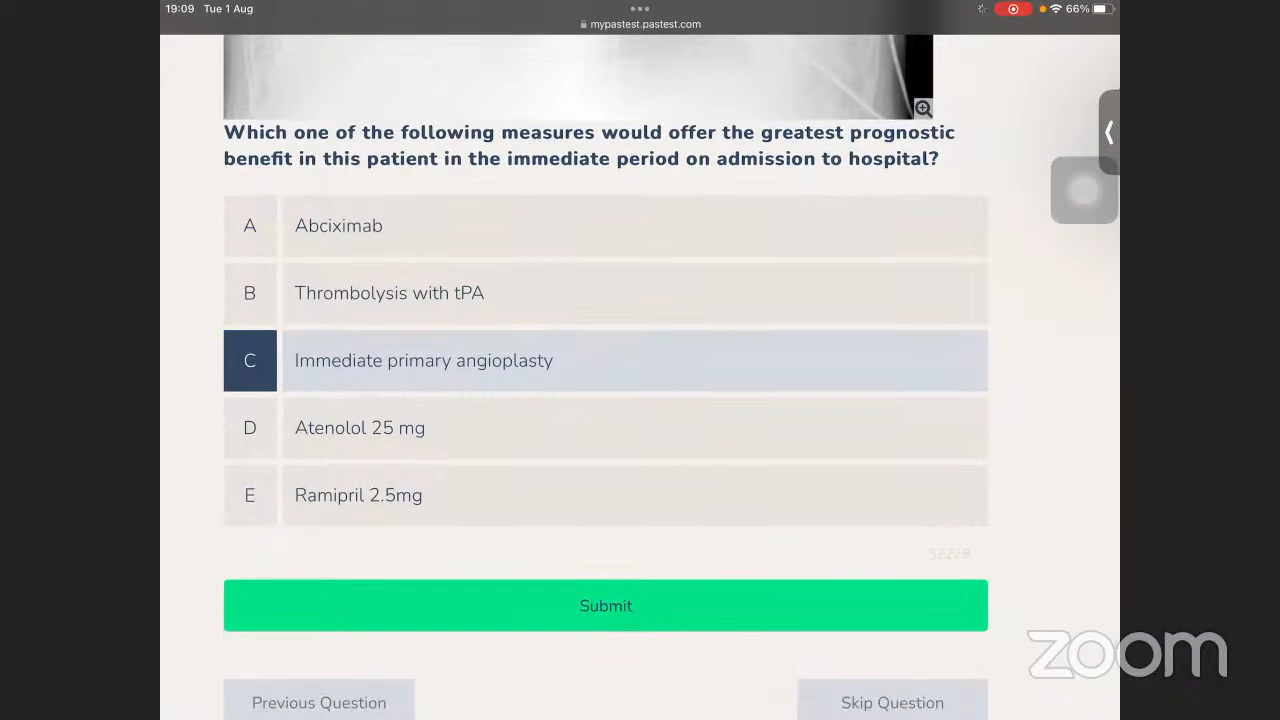 19:09 Tue 1 Aug
66%
mypastest.pastest.com
Which one of the following measures would offer the greatest prognostic
benefit in this patient in the immediate period on admission to hospital?
A Abciximab
B Thrombolysis with tPA
C Immediate primary angioplasty
D Atenolol 25 mg
E Ramipril 2.5mg
32278
Submit
zoom
Previous Question Skip Question